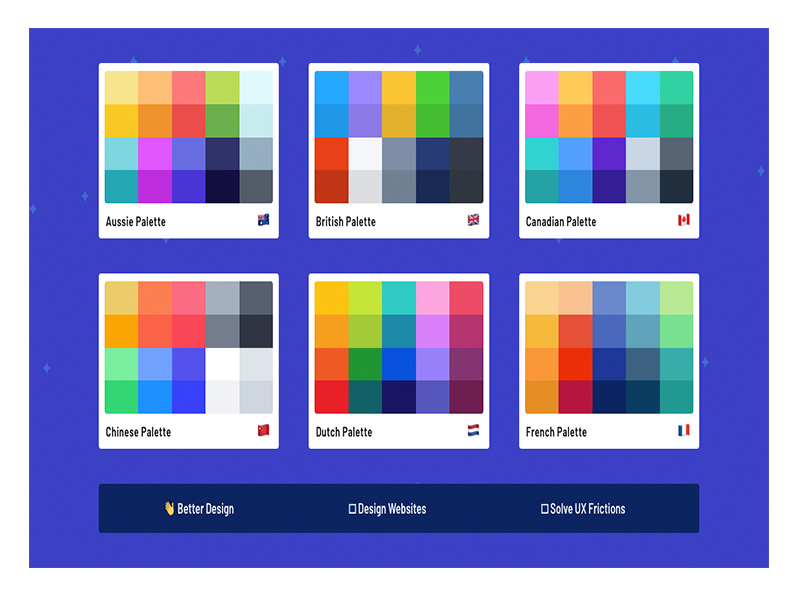 Aussie Palette
British Palette
Canadian Palette
Chinese Palette
Dutch Palette
French Palette
👋 Better Design
□ Design Websites
□ Solve UX Frictions